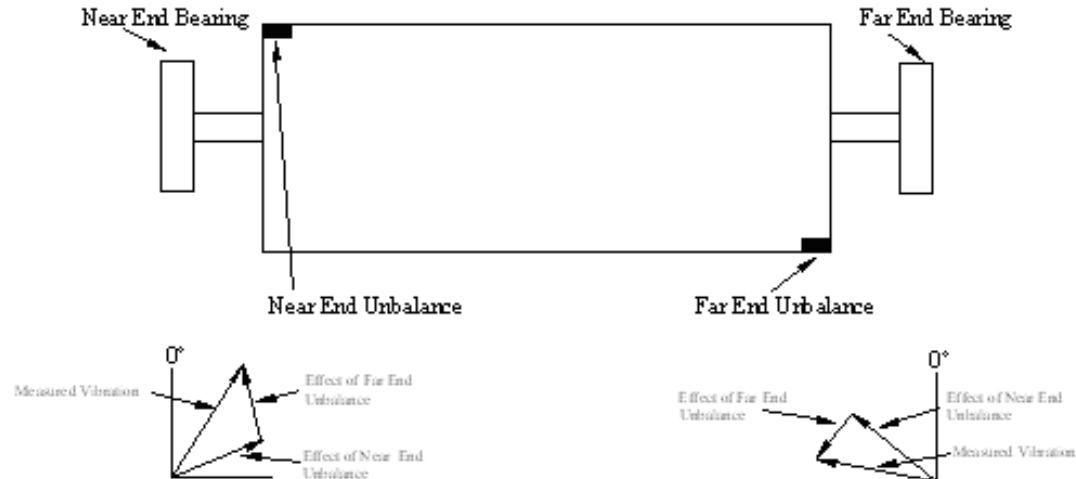 Near End Bearing
Far End Bearing
Near End Unbalance
Far End Unbalance
0°
Measured Vibration
Effect of Far End
Unbalance
Effect of Near End
Unbalance
0°
Effect of Far End
Unbalance
Effect of Near End
Unbalance
Measured Vibration